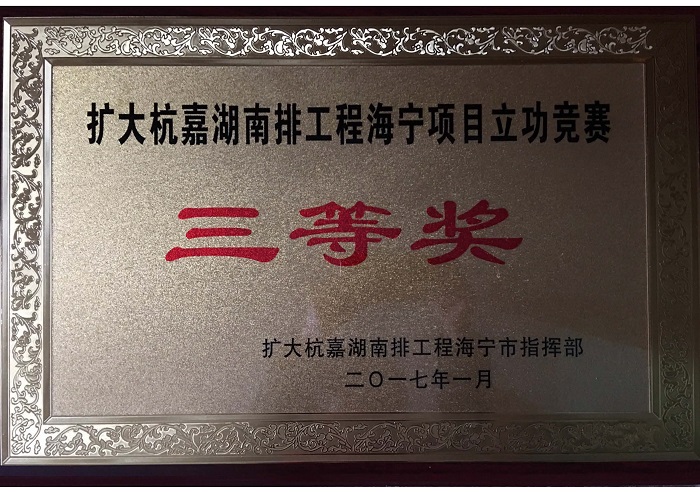 扩大杭嘉湖南排工程海宁项目立功竞赛
三等奖
扩大杭嘉湖南排工程海宁市指挥部
二〇一七年一月